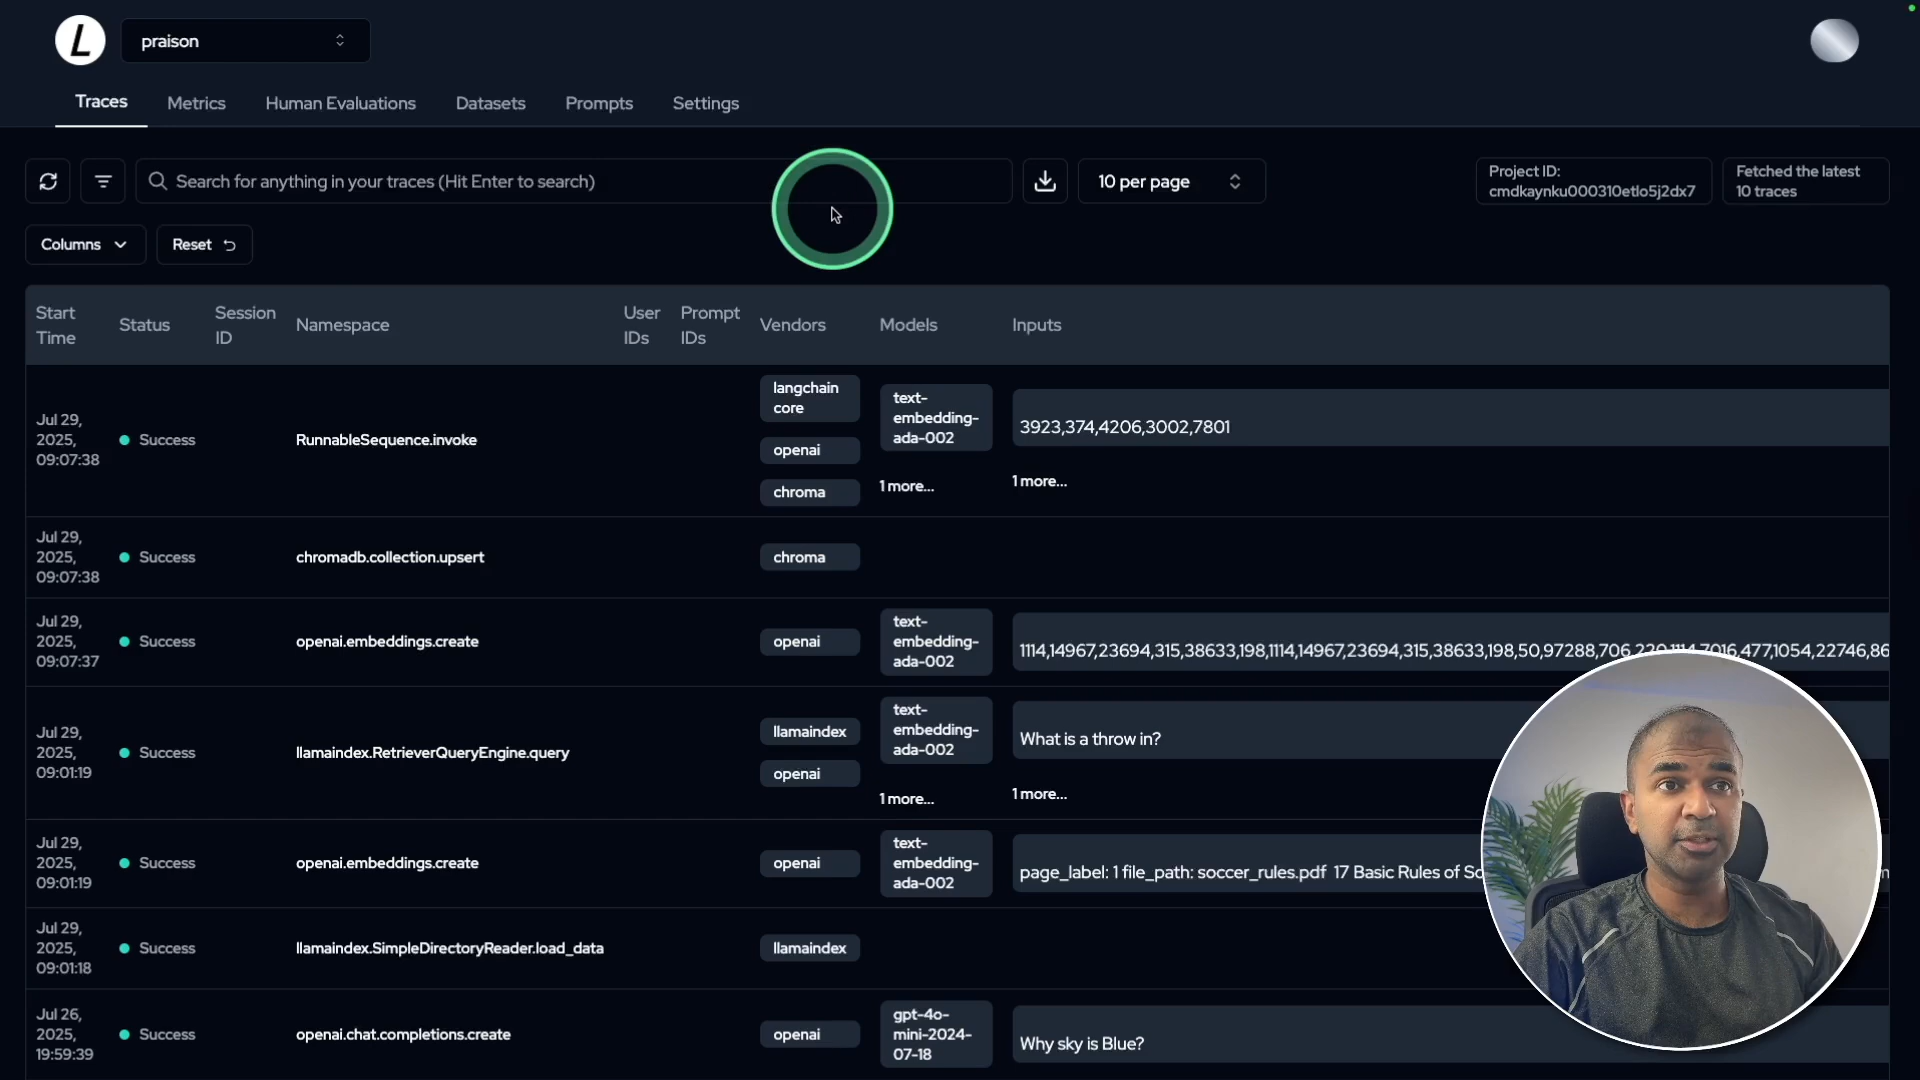 L
praison
Traces
Metrics
Human Evaluations
Datasets
Prompts
Settings
Search for anything in your traces (Hit Enter to search)
10 per page
Project ID:
cmdkaynku000310etlo5j2dx7
Fetched the latest
10 traces
Columns
Reset
Start
Time
Status
Session
ID
Namespace
User
IDs
Prompt
IDs
Vendors
Models
Inputs
Jul 29,
2025,
09:07:38
Success
RunnableSequence.invoke
langchain
core
openai
chroma
text-
embedding-
ada-002
1 more...
3923,374,4206,3002,7801
1 more...
Jul 29,
2025,
09:07:38
Success
chromadb.collection.upsert
chroma
Jul 29,
2025,
09:07:37
Success
openai.embeddings.create
openai
text-
embedding-
ada-002
1114,14967,23694,315,38633,198,1114,14967,23694,315,38633,198,50,97288,706,220,1114,7016,477,1054,22746,86
Jul 29,
2025,
09:01:19
Success
llamaindex.RetrieverQueryEngine.query
llamaindex
openai
text-
embedding-
ada-002
1 more...
What is a throw in?
1 more...
Jul 29,
2025,
09:01:19
Success
openai.embeddings.create
openai
text-
embedding-
ada-002
page_label: 1 file_path: soccer_rules.pdf 17 Basic Rules of
Jul 29,
2025,
09:01:18
Success
llamaindex.SimpleDirectoryReader.load_data
llamaindex
Jul 26,
2025,
19:59:39
Success
openai.chat.completions.create
openai
gpt-4o-
mini-2024-
07-18
Why sky is Blue?